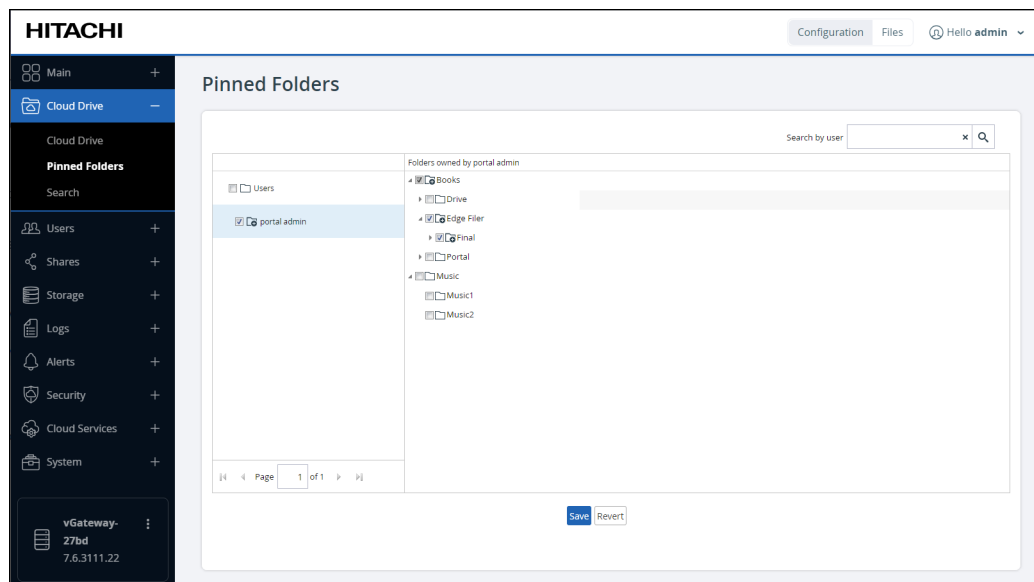 HITACHI
Configuration Files Hello admin
Main
Cloud Drive
Cloud Drive
Pinned Folders
Search
Users
Shares
Storage
Logs
Alerts
Security
Cloud Services
System
vGateway-
27bd
7.6.3111.22
Pinned Folders
Search by user
Users
portal admin
Folders owned by portal admin
Books
Drive
Edge Filer
Final
Portal
Music
Music1
Music2
Page 1 of 1
Save Revert